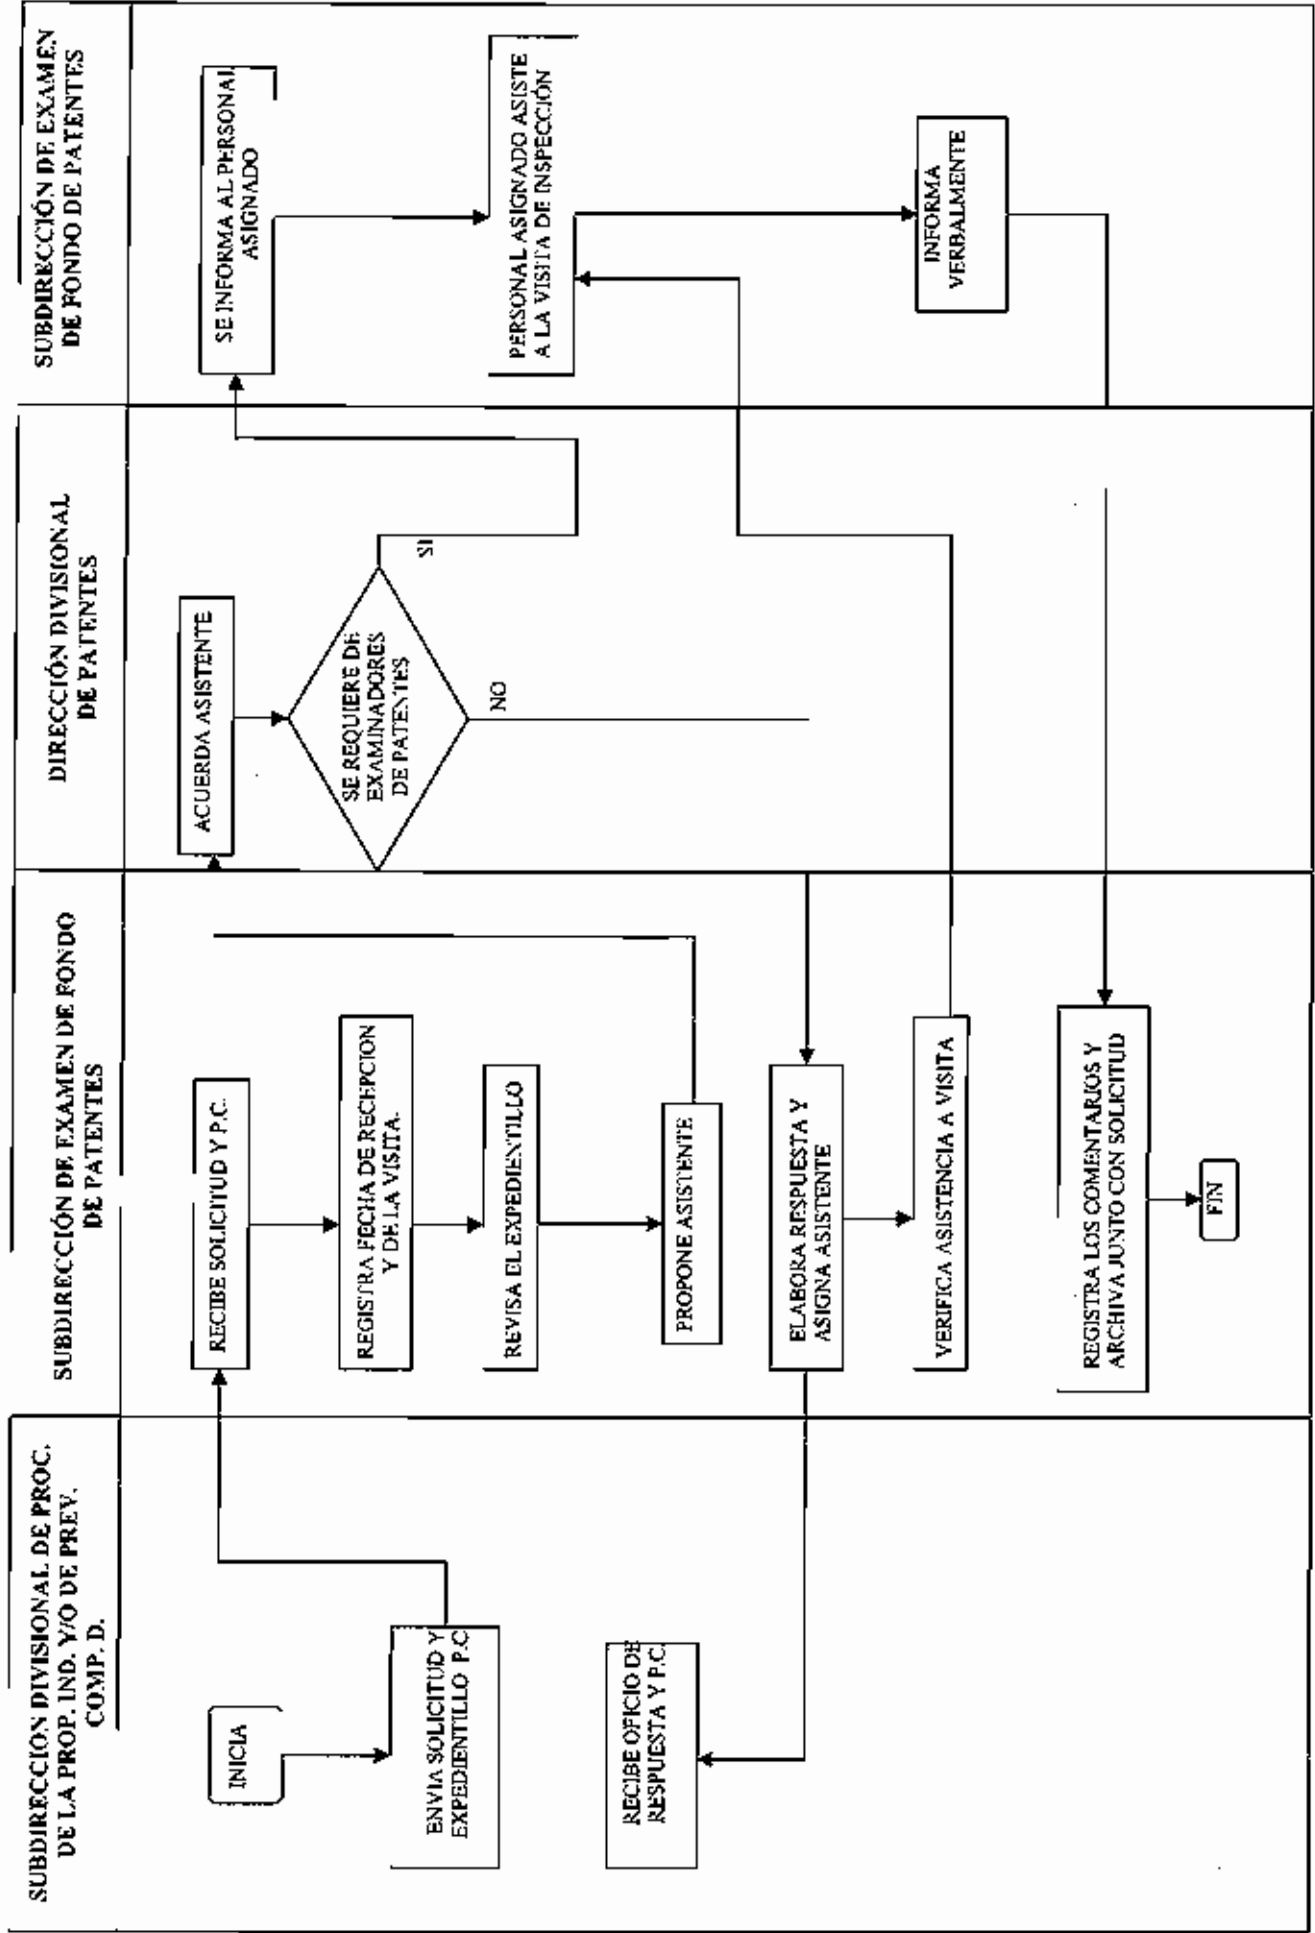 SUBDIRECCION DIVISIONAL DE PROC.
DE LA PROP. IND. Y/O DE PREV.
COMP. D.
INICIA
ENVIA SOLICITUD Y
EXPEDIENTILLO P.C
RECIBE OFICIO DE
RESPUESTA Y P.C.
SUBDIRECCIÓN DE EXAMEN DE FONDO
DE PATENTES
RECIBE SOLICITUD Y P.C.
REGISTRA FECHA DE RECEPCION
Y DE LA VISITA.
REVISA EL EXPEDIENTILLO
PROPONE ASISTENTE
ELABORA RESPUESTA Y
ASIGNA ASISTENTE
VERIFICA ASISTENCIA A VISITA
REGISTRA LOS COMENTARIOS Y
ARCHIVA JUNTO CON SOLICITUD
FIN
DIRECCIÓN DIVISIONAL
DE PATENTES
ACUERDA ASISTENTE
SE REQUIERE DE
EXAMINADORES
DE PATENTES
SI
NO
SUBDIRECCIÓN DE EXAMEN
DE FONDO DE PATENTES
SE INFORMA AL PERSONAL
ASIGNADO
PERSONAL ASIGNADO ASISTE
A LA VISITA DE INSPECCIÓN
INFORMA
VERBALMENTE